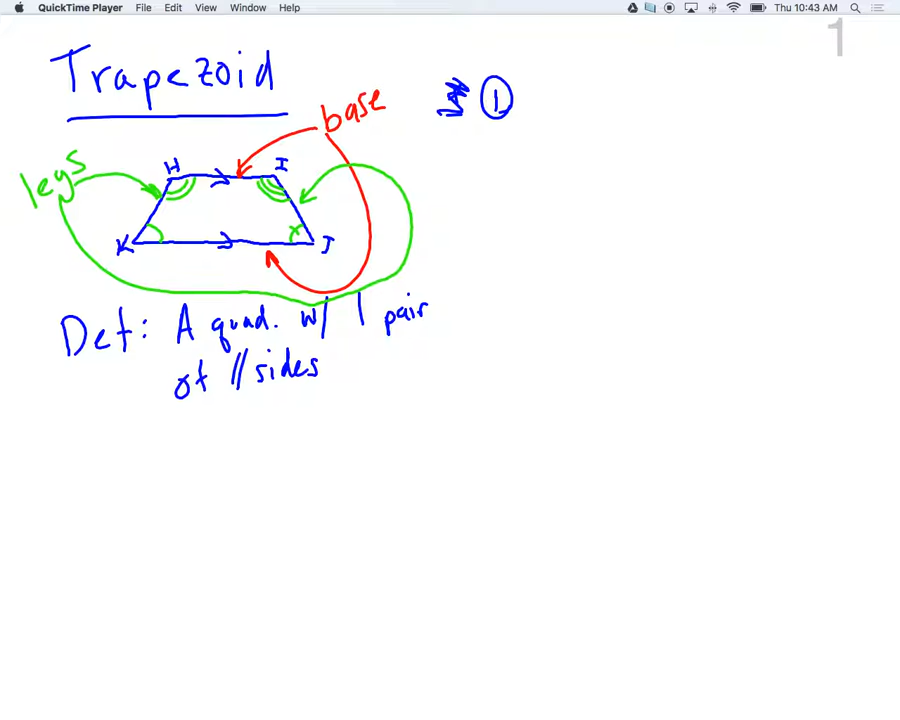 QuickTime Player File Edit View Window Help Thu 10:43 AM
1
Trapezoid
base
①
legs
H I
K J
Def: A quad. w/ 1 pair
of // sides